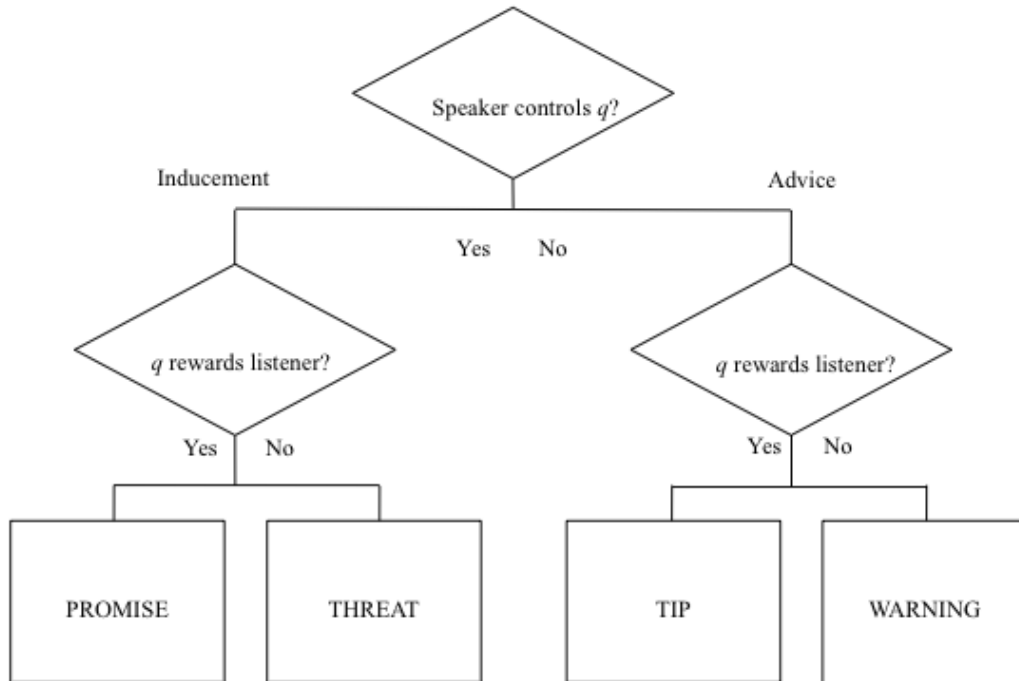 Speaker controls q?
Inducement
Advice
Yes
No
q rewards listener?
q rewards listener?
Yes
No
Yes
No
PROMISE
THREAT
TIP
WARNING